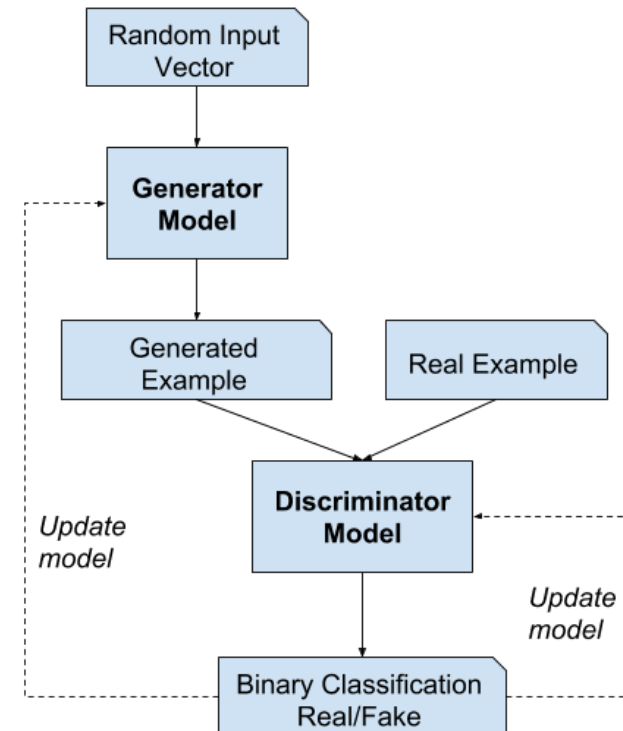 Random Input
Vector
Generator
Model
Generated
Example
Real Example
Discriminator
Model
Update
model
Update
model
Binary Classification
Real/Fake